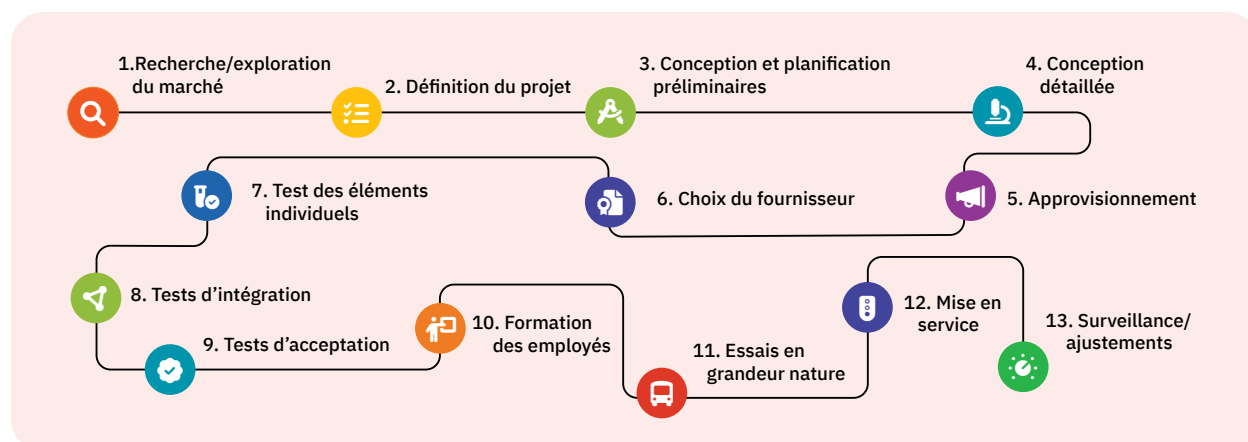 1.Recherche/exploration
du marché
2. Définition du projet
3. Conception et planification
préliminaires
4. Conception
détaillée
5. Approvisionnement
6. Choix du fournisseur
7. Test des éléments
individuels
8. Tests d’intégration
9. Tests d’acceptation
10. Formation
des employés
11. Essais en
grandeur nature
12. Mise en
service
13. Surveillance/
ajustements